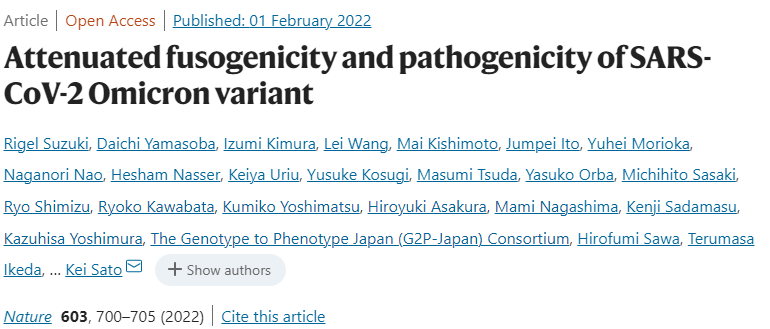 Article | Open Access | Published: 01 February 2022
Attenuated fusogenicity and pathogenicity of SARS-
CoV-2 Omicron variant
Rigel Suzuki, Daichi Yamasoba, Izumi Kimura, Lei Wang, Mai Kishimoto, Jumpei Ito, Yuhei Morioka,
Naganori Nao, Hesham Nasser, Keiya Uriu, Yusuke Kosugi, Masumi Tsuda, Yasuko Orba, Michihito Sasaki,
Ryo Shimizu, Ryoko Kawabata, Kumiko Yoshimatsu, Hiroyuki Asakura, Mami Nagashima, Kenji Sadamasu,
Kazuhisa Yoshimura, The Genotype to Phenotype Japan (G2P-Japan) Consortium, Hirofumi Sawa, Terumasa
Ikeda, … Kei Sato + Show authors
Nature 603, 700–705 (2022) | Cite this article